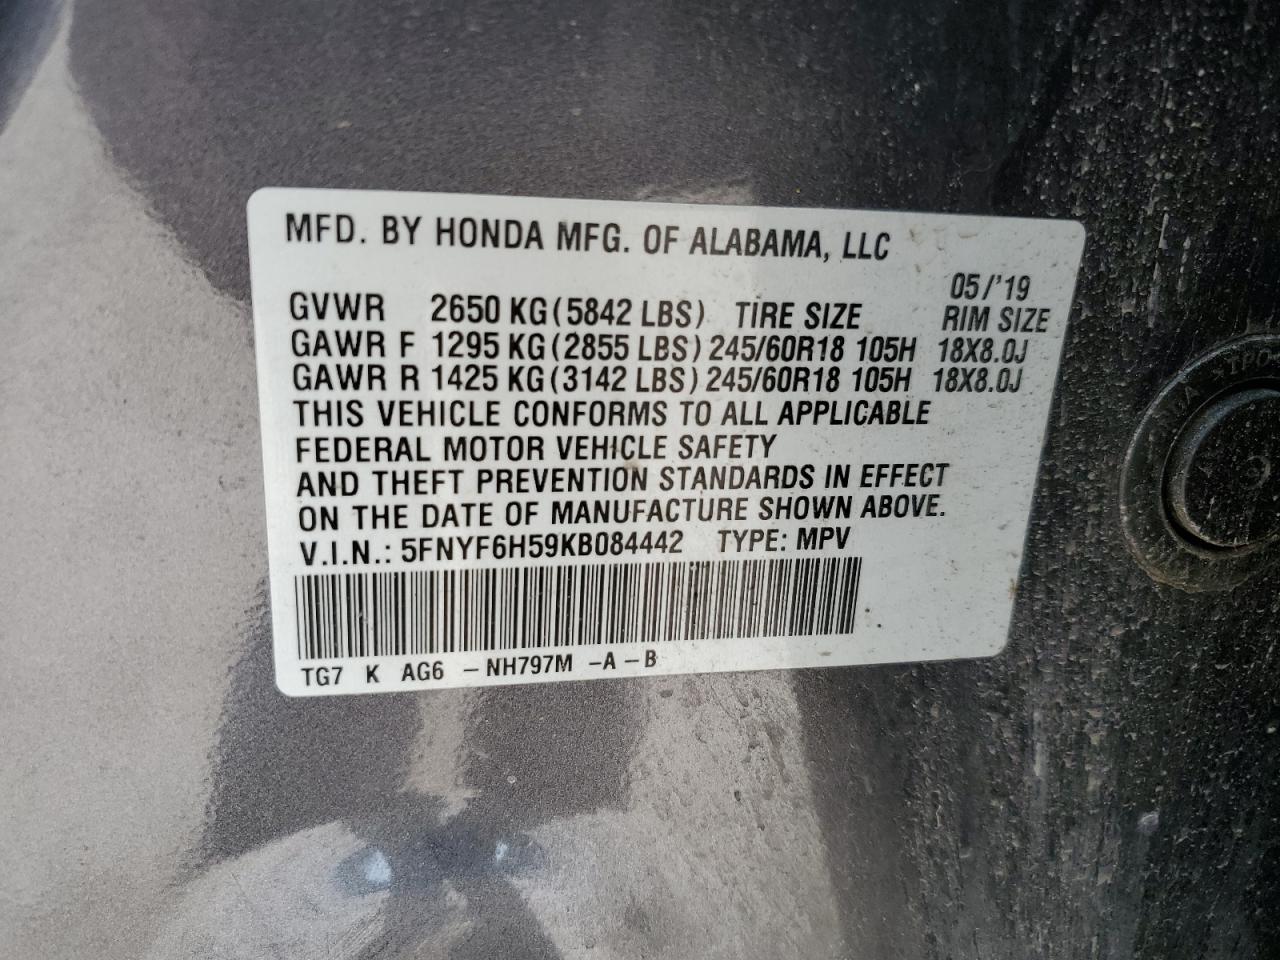 MFD. BY HONDA MFG. OF ALABAMA, LLC
05/'19
GVWR 2650 KG (5842 LBS) TIRE SIZE RIM SIZE
GAWR F 1295 KG (2855 LBS) 245/60R18 105H 18X8.0J
GAWR R 1425 KG (3142 LBS) 245/60R18 105H 18X8.0J
THIS VEHICLE CONFORMS TO ALL APPLICABLE
FEDERAL MOTOR VEHICLE SAFETY
AND THEFT PREVENTION STANDARDS IN EFFECT
ON THE DATE OF MANUFACTURE SHOWN ABOVE.
V.I.N.: 5FNYF6H59KB084442 TYPE: MPV
TG7 K AG6 - NH797M - A - B